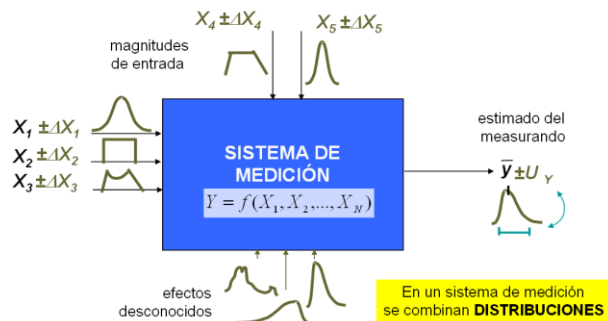 X4 ±ΔX4
X5 ±ΔX5
magnitudes
de entrada
X1 ±ΔX1
X2 ±ΔX2
X3 ±ΔX3
SISTEMA DE
MEDICIÓN
Y = f(X1, X2,..., XN)
estimado del
measurando
y̅ ±U Y
efectos
desconocidos
En un sistema de medición
se combinan DISTRIBUCIONES